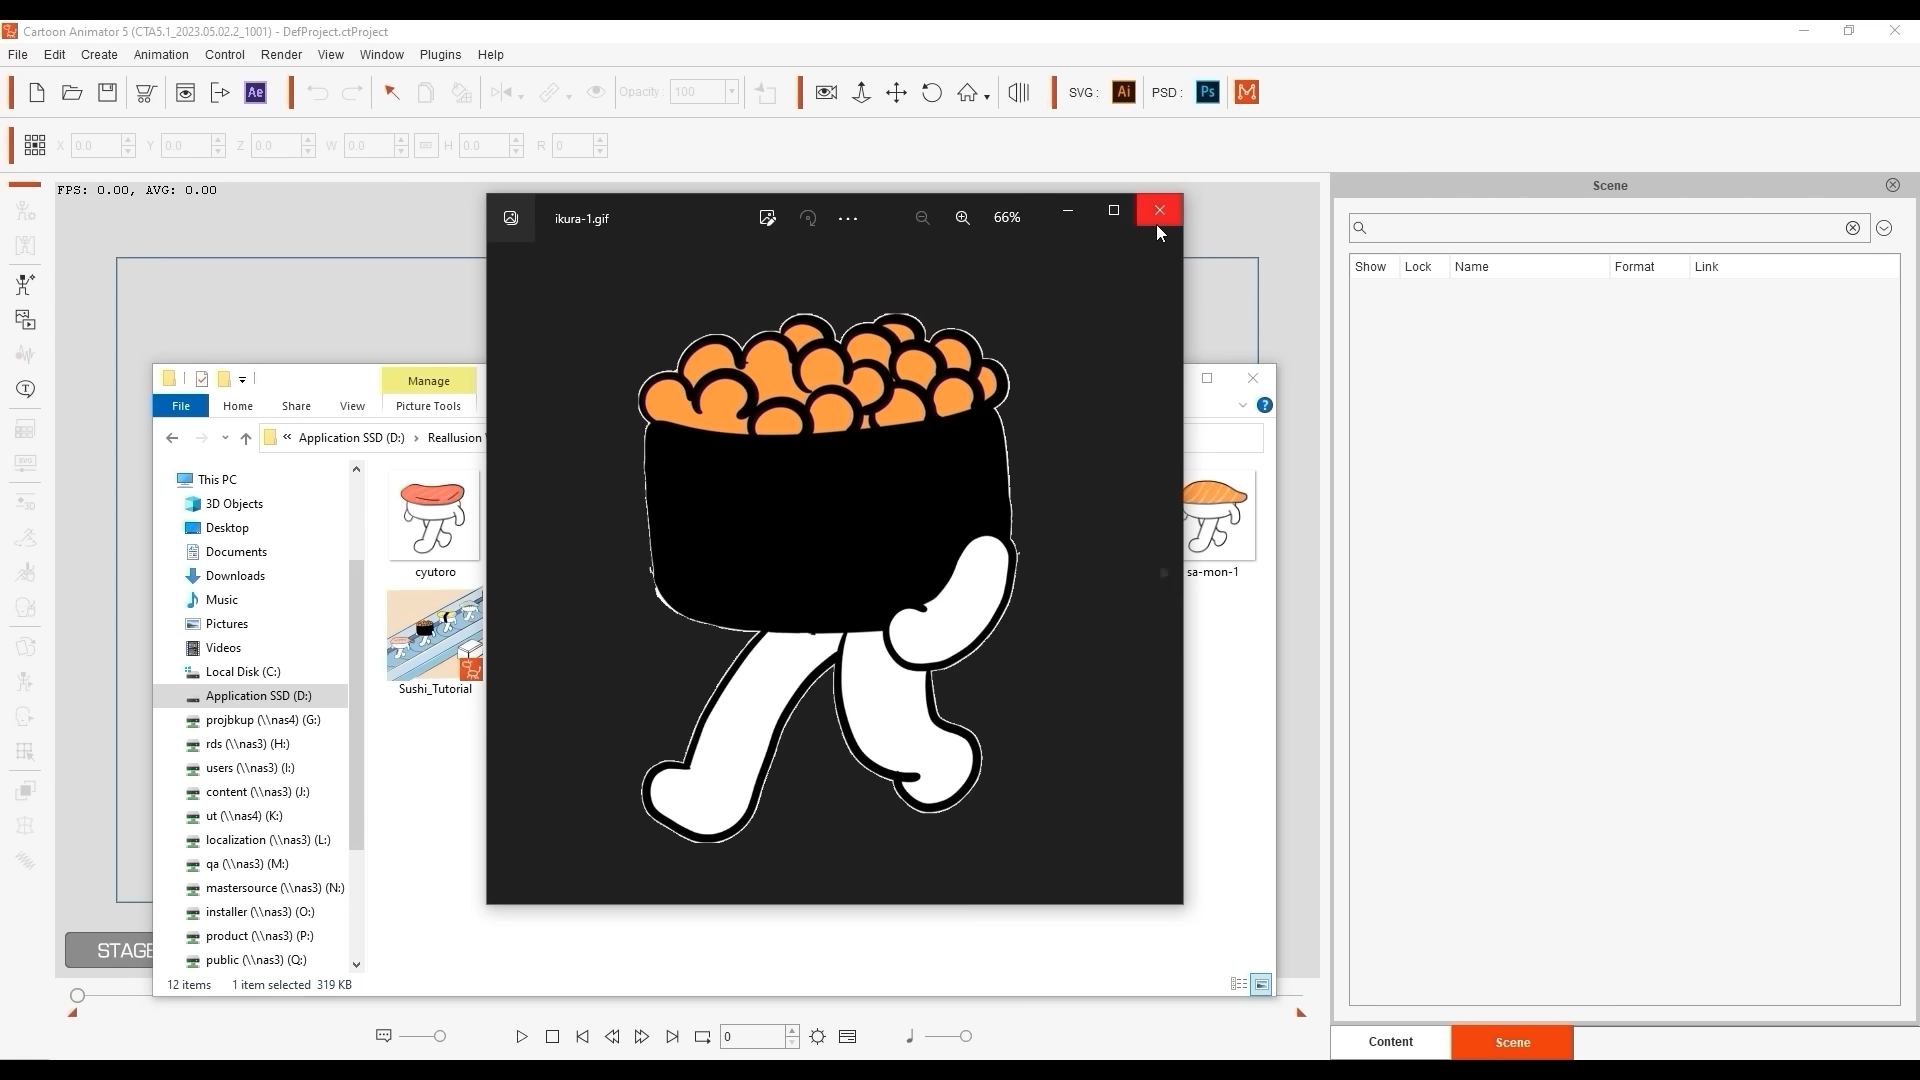 Cartoon Animator 5 (CTA5.1_2023.05.02.2_1001) - DefProject.ctProject
File Edit Create Animation Control Render View Window Plugins Help
Ae Opacity : 100 SVG : Ai PSD : Ps
X 0.0 Y 0.0 Z 0.0 W 0.0 H 0.0 R 0
FPS: 0.00, AVG: 0.00
Scene
ikura-1.gif 66%
Show Lock Name Format Link
Manage
File Home Share View Picture Tools
« Application SSD (D:) › Reallusion
This PC
3D Objects
Desktop
Documents
Downloads
Music
Pictures
Videos
Local Disk (C:)
Application SSD (D:)
projbkup (\\nas4) (G:)
rds (\\nas3) (H:)
users (\\nas3) (I:)
content (\\nas3) (J:)
ut (\\nas4) (K:)
localization (\\nas3) (L:)
qa (\\nas3) (M:)
mastersource (\\nas3) (N:)
installer (\\nas3) (O:)
product (\\nas3) (P:)
public (\\nas3) (Q:)
cyutoro
sa-mon-1
Sushi_Tutorial
STAGE
12 items 1 item selected 319 KB
0
Content Scene